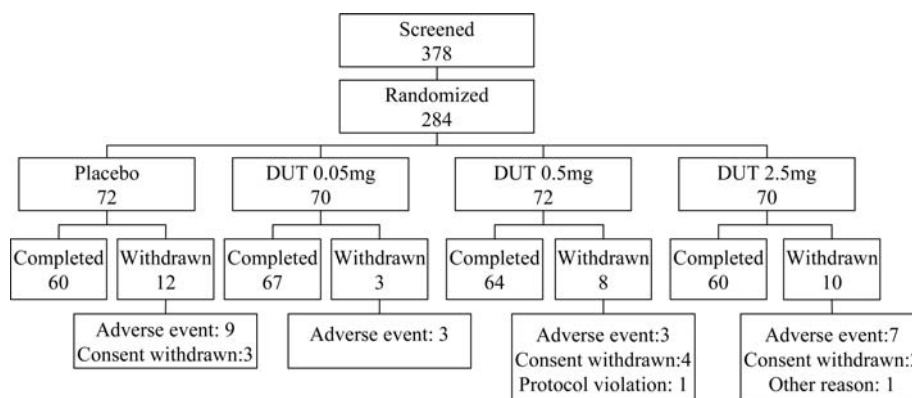 Screened
378
Randomized
284
Placebo
72
DUT 0.05mg
70
DUT 0.5mg
72
DUT 2.5mg
70
Completed
60
Withdrawn
12
Completed
67
Withdrawn
3
Completed
64
Withdrawn
8
Completed
60
Withdrawn
10
Adverse event: 9
Consent withdrawn:3
Adverse event: 3
Adverse event:3
Consent withdrawn:4
Protocol violation: 1
Adverse event:7
Consent withdrawn:
Other reason: 1